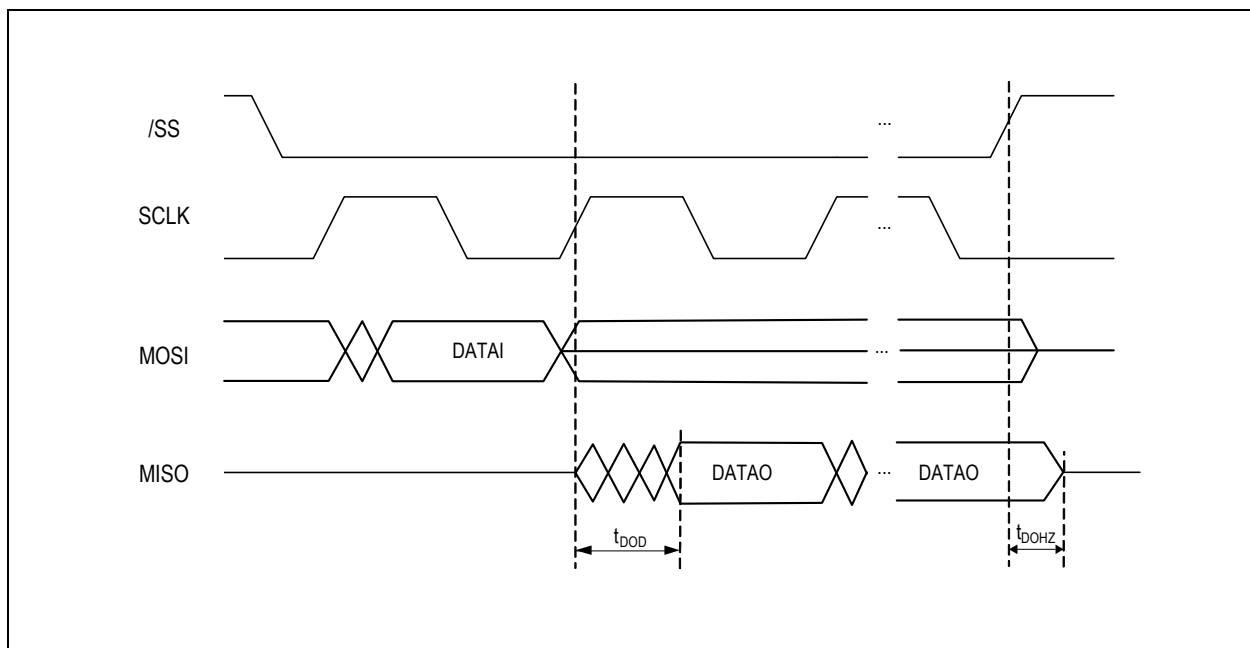 /SS
...
SCLK
...
MOSI
DATAI
...
MISO
DATAO
...
DATAO
tDOD
tDOHZ